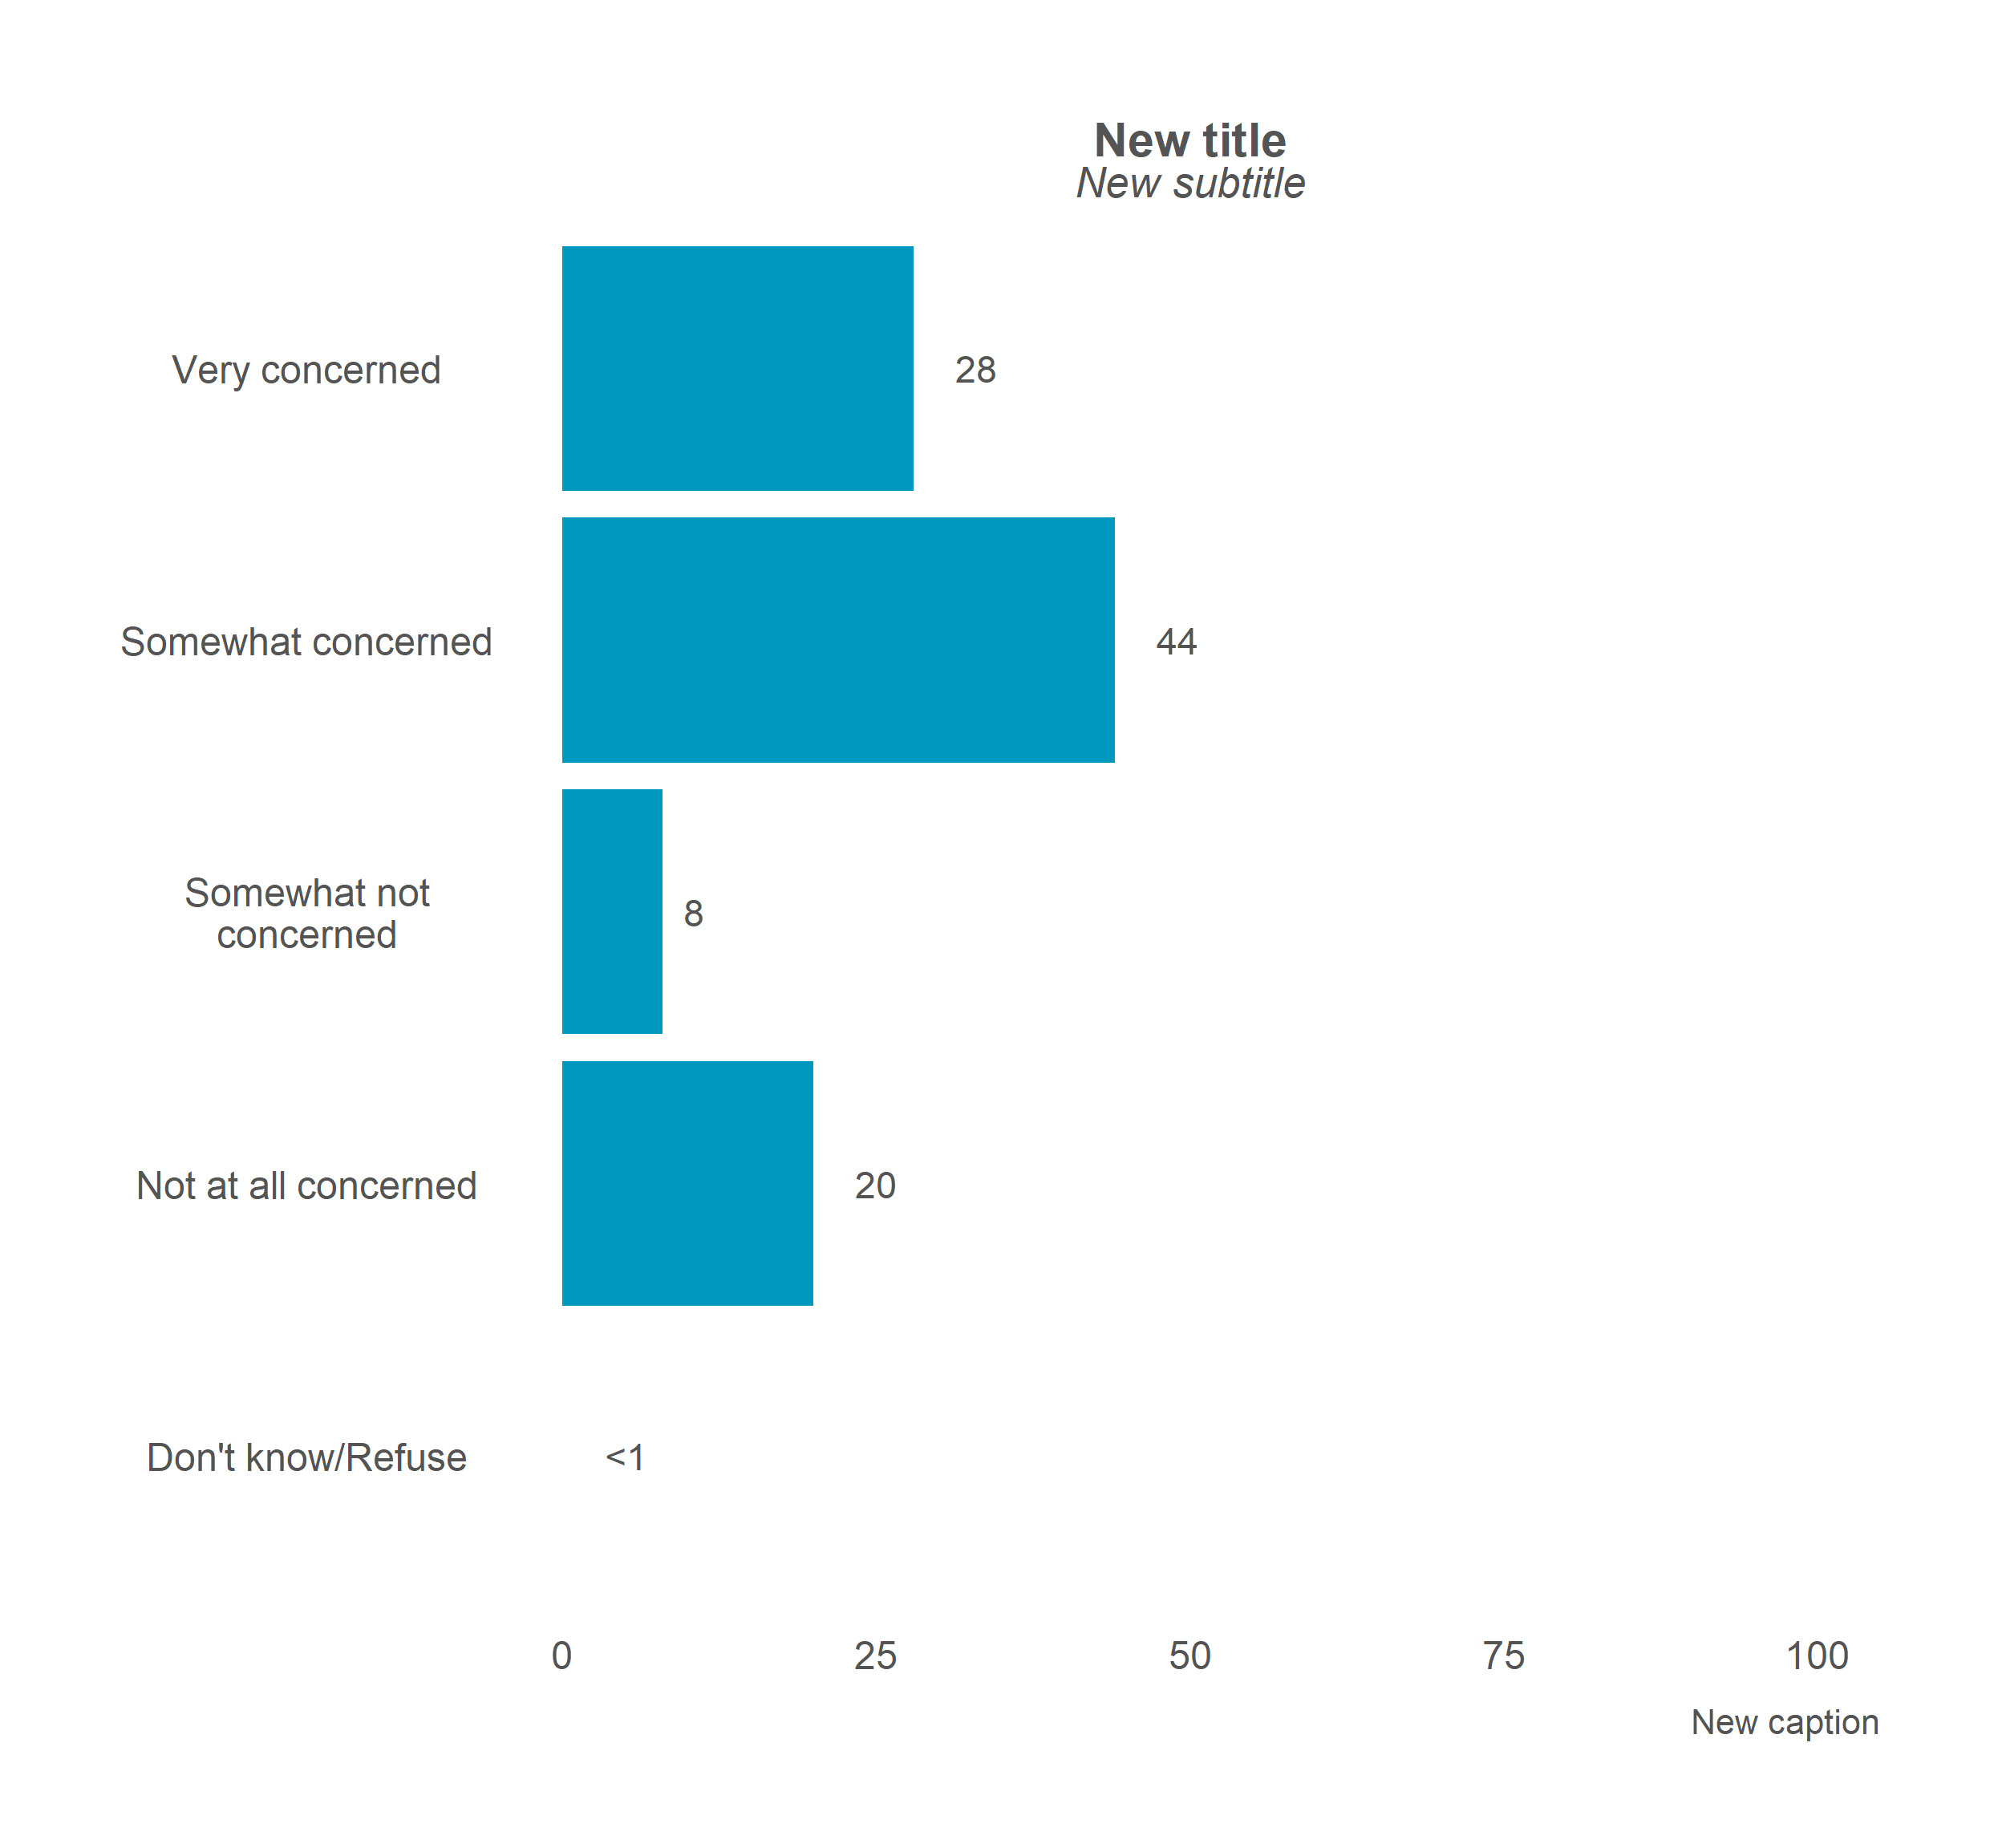 New title
New subtitle
Very concerned
28
Somewhat concerned
44
Somewhat not
concerned
8
Not at all concerned
20
Don't know/Refuse
<1
0 25 50 75 100
New caption